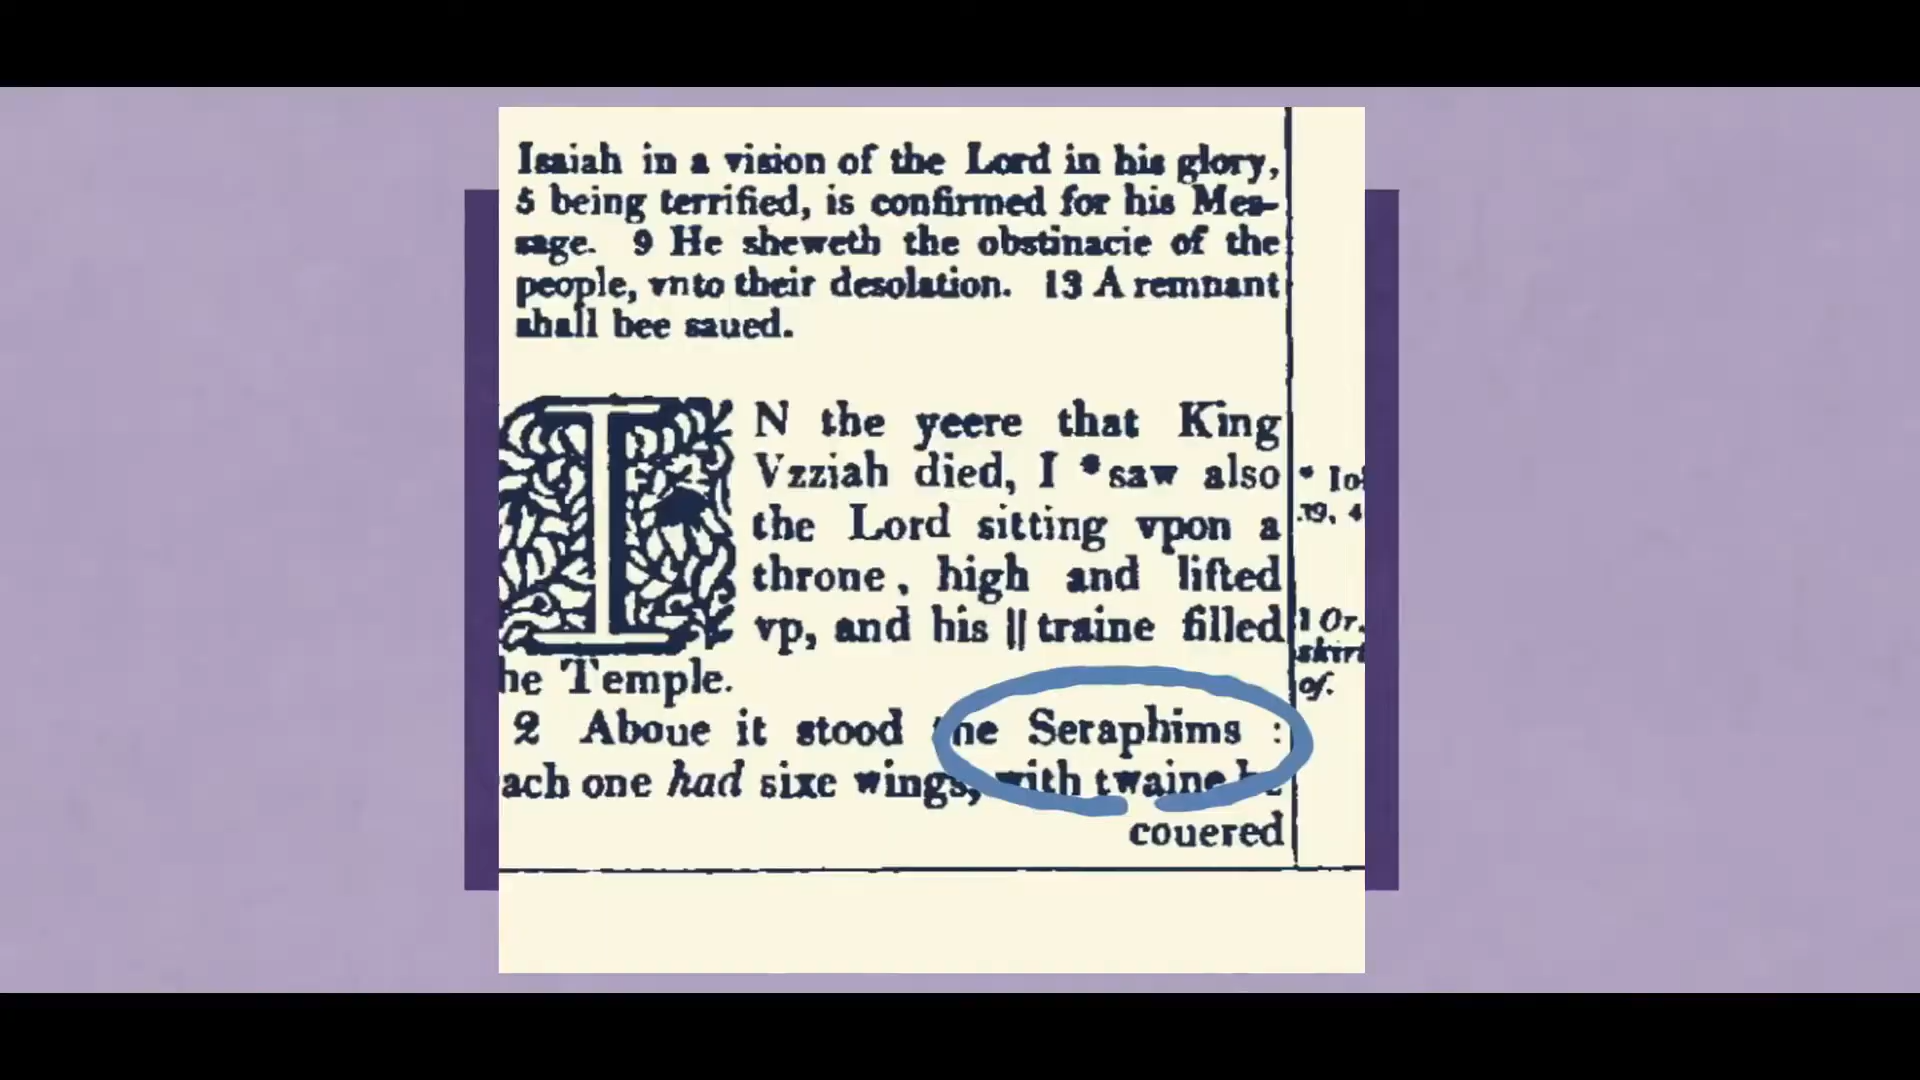 Isaiah in a vision of the Lord in his glory,
5 being terrified, is confirmed for his Mes-
sage. 9 He sheweth the obstinacie of the
people, vnto their desolation. 13 A remnant
shall bee saued.
IN the yeere that King
Vzziah died, I *saw also
the Lord sitting vpon a
throne, high and lifted
vp, and his || traine filled
he Temple.
2 Aboue it stood the Seraphims :
ach one had sixe wings, with twaine he
couered
* Io
19, 4
|| Or,
skirt
of.